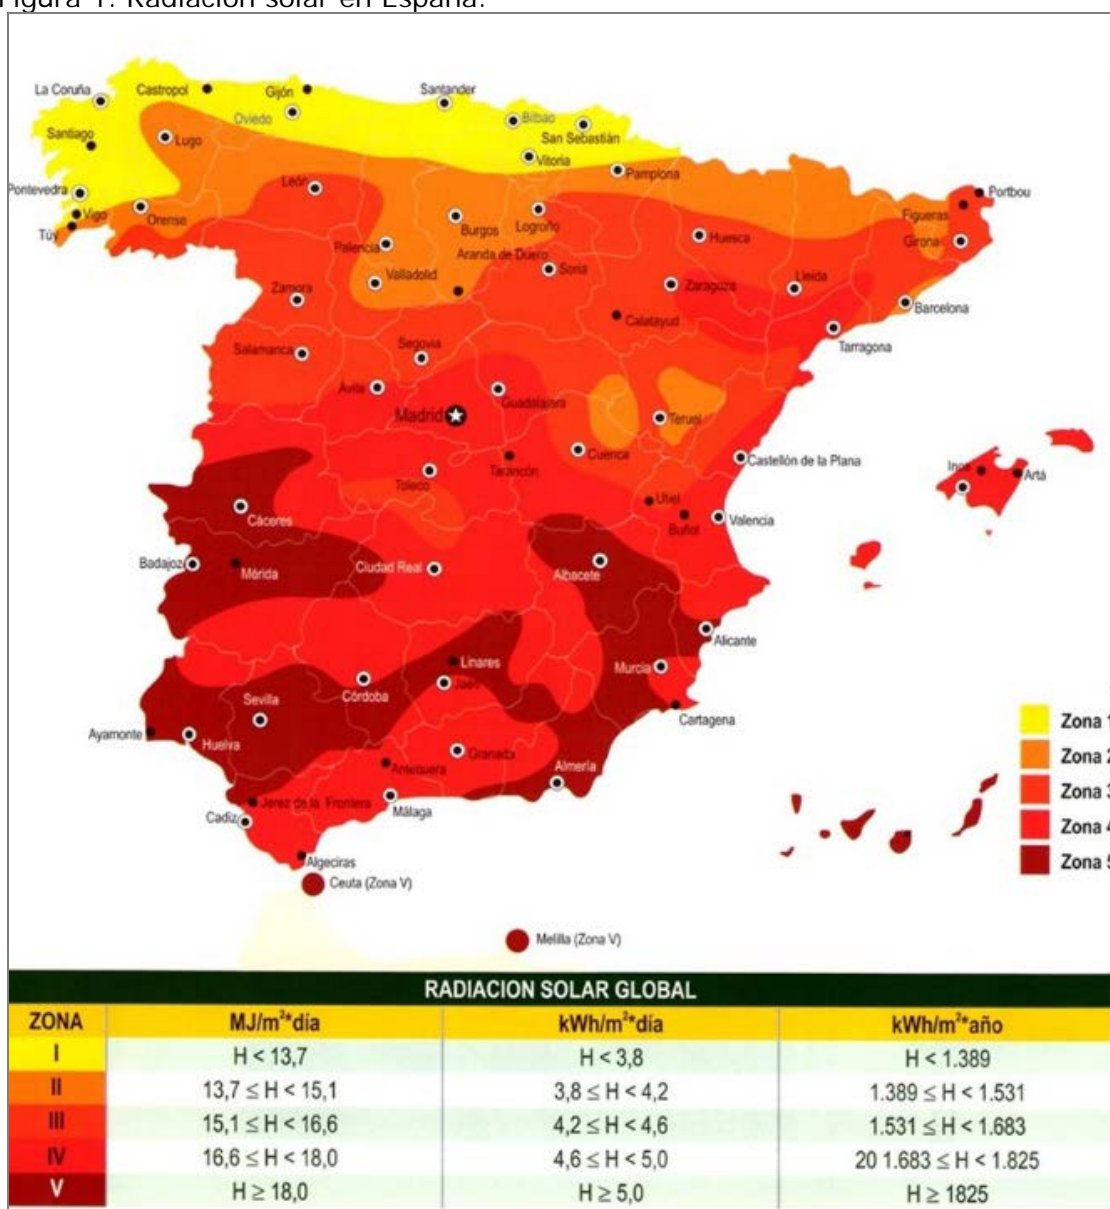 Figura 1. Radiación solar en España.
La Coruña
Castropol
Gijón
Santander
Oviedo
Bilbao
San Sebastián
Santiago
Lugo
Vitoria
Pamplona
Pontevedra
León
Portbou
Vigo
Orense
Burgos
Logroño
Figueras
Túy
Palencia
Huesca
Girona
Aranda de Duero
Soria
Valladolid
Zamora
Zaragoza
Lleida
Barcelona
Calatayud
Salamanca
Segovia
Tarragona
Ávila
Guadalajara
Madrid
Teruel
Cuenca
Castellón de la Plana
Tarancón
Toledo
Inca
Artá
Utiel
Cáceres
Buñol
Valencia
Badajoz
Mérida
Ciudad Real
Albacete
Alicante
Linares
Murcia
Jaén
Córdoba
Sevilla
Cartagena
Ayamonte
Huelva
Granada
Antequera
Almería
Jerez de la Frontera
Málaga
Cadiz
Algeciras
Ceuta (Zona V)
Melilla (Zona V)
Zona 1
Zona 2
Zona 3
Zona 4
Zona 5
RADIACION SOLAR GLOBAL
ZONA MJ/m²*día kWh/m²*día kWh/m²*año
I H < 13,7 H < 3,8 H < 1.389
II 13,7 ≤ H < 15,1 3,8 ≤ H < 4,2 1.389 ≤ H < 1.531
III 15,1 ≤ H < 16,6 4,2 ≤ H < 4,6 1.531 ≤ H < 1.683
IV 16,6 ≤ H < 18,0 4,6 ≤ H < 5,0 20 1.683 ≤ H < 1.825
V H ≥ 18,0 H ≥ 5,0 H ≥ 1825